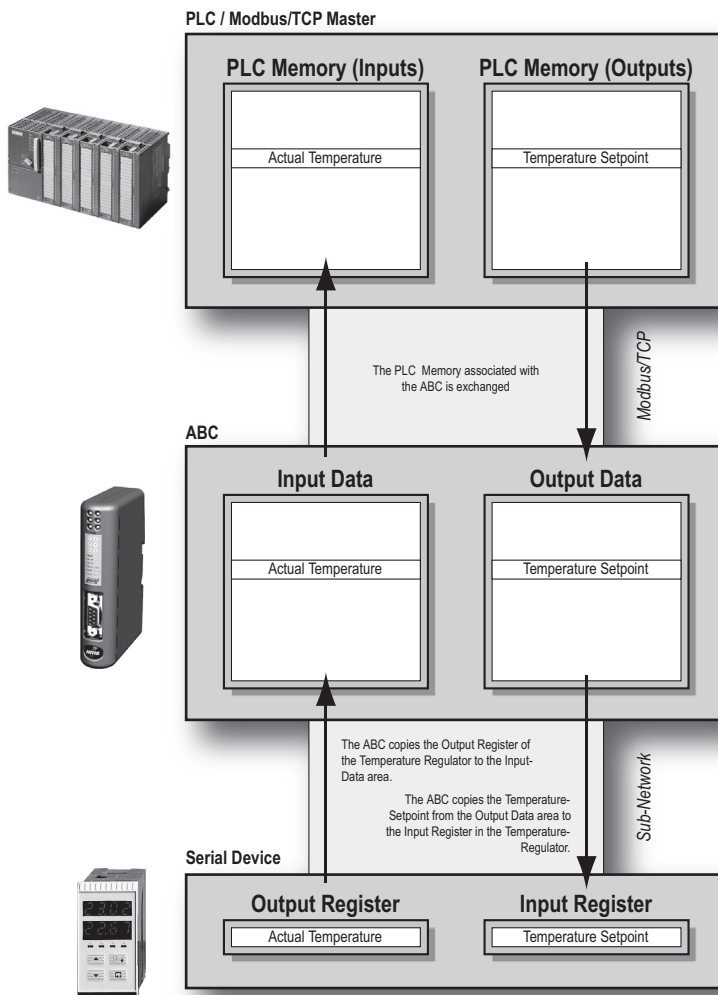 PLC / Modbus/TCP Master
PLC Memory (Inputs)
PLC Memory (Outputs)
Actual Temperature
Temperature Setpoint
The PLC  Memory associated with
the ABC is exchanged
Modbus/TCP
ABC
Input Data
Output Data
Actual Temperature
Temperature Setpoint
The ABC copies the Output Register of
the Temperature Regulator to the Input-
Data area.
The ABC copies the Temperature-
Setpoint from the Output Data area to
the Input Register in the Temperature-
Regulator.
Sub-Network
Serial Device
Output Register
Input Register
Actual Temperature
Temperature Setpoint